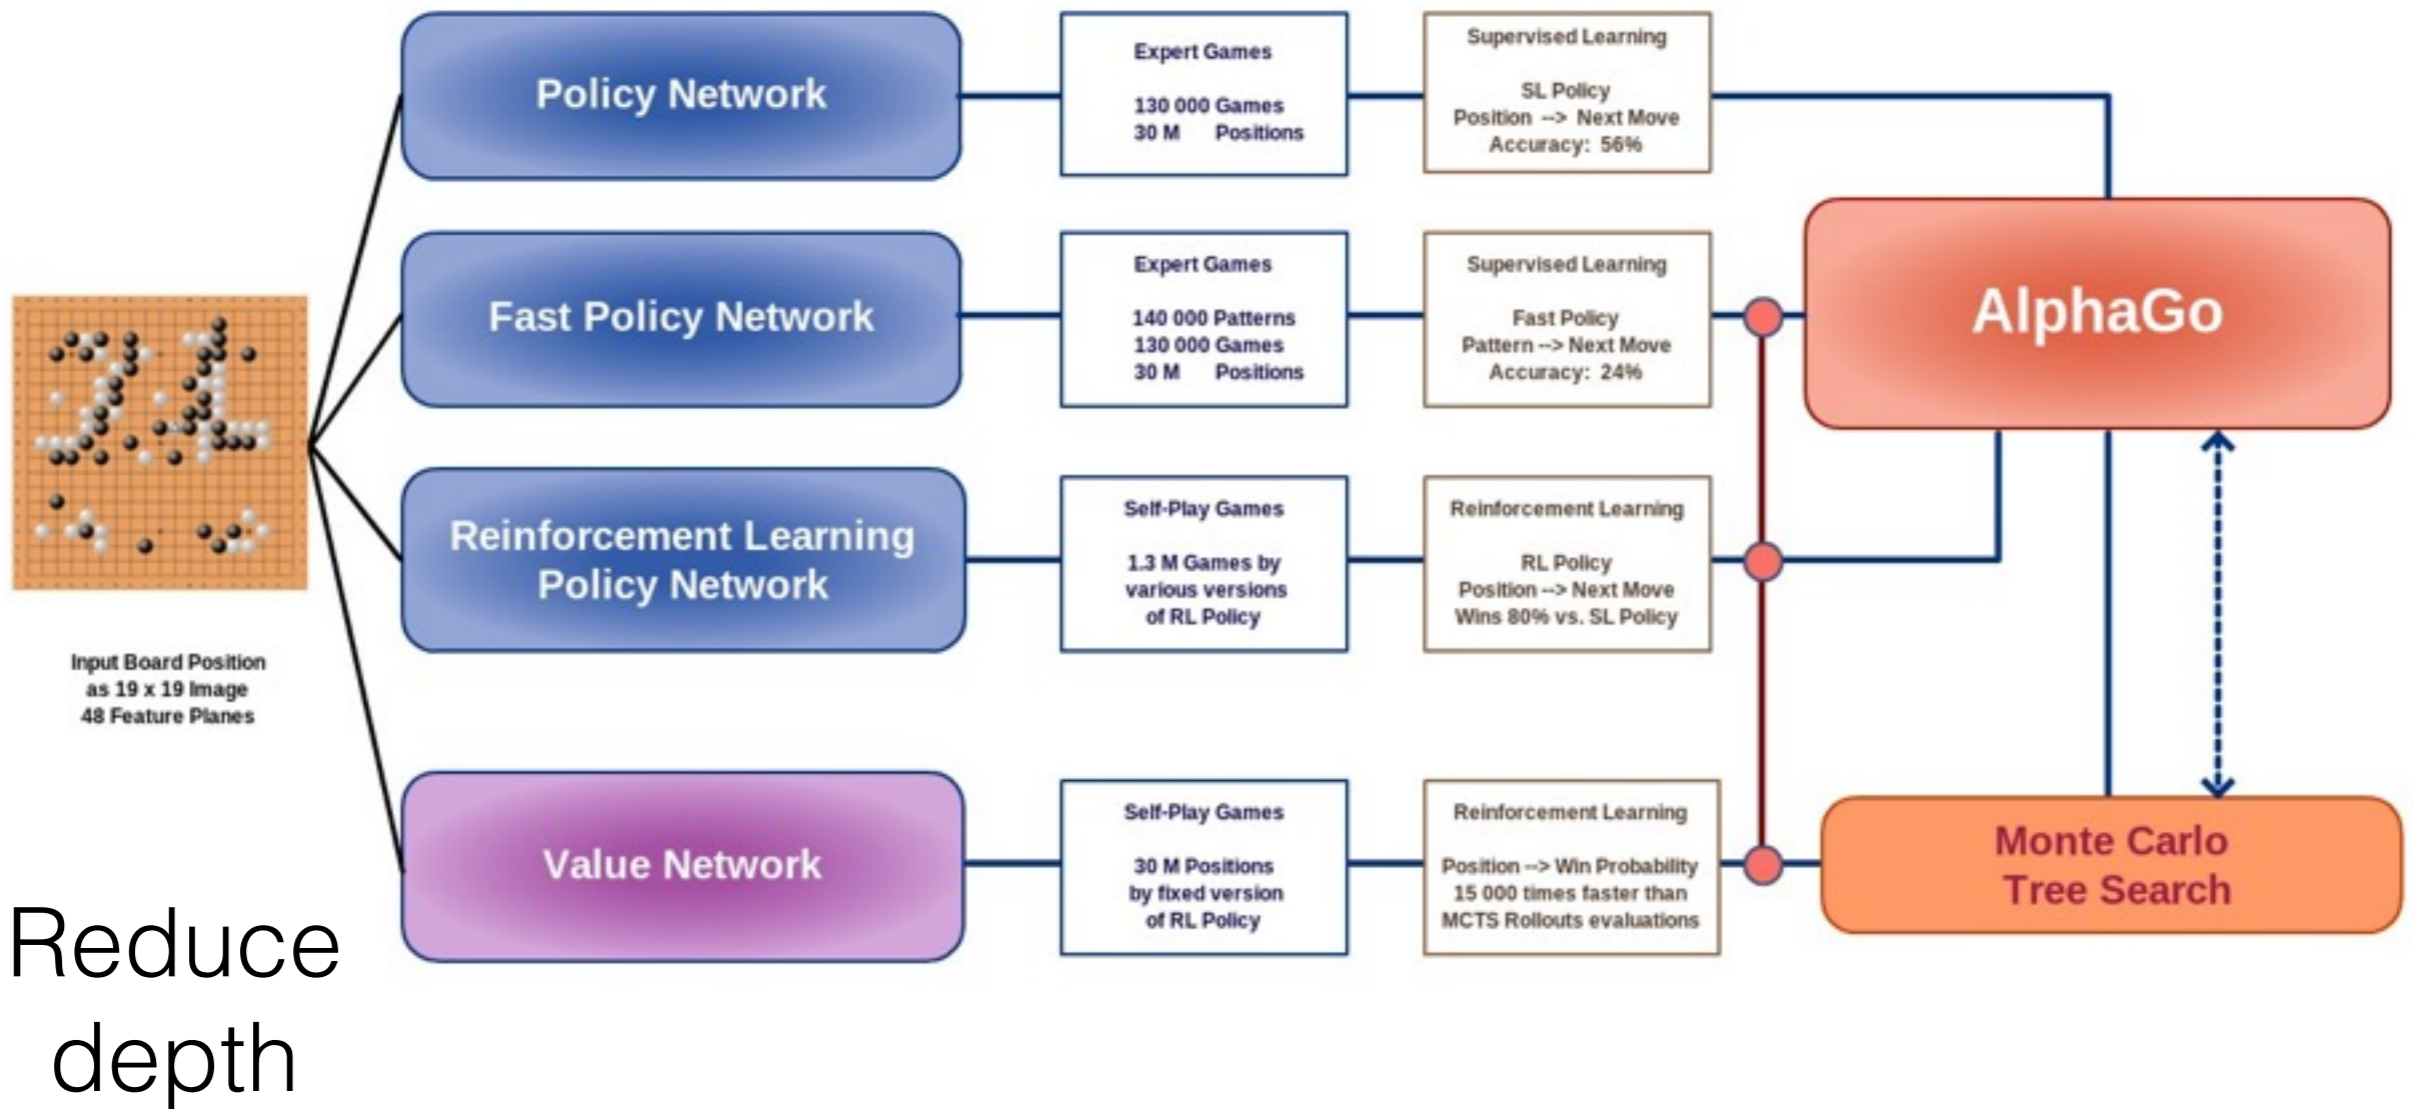 Policy Network
Expert Games
130 000 Games
30 M Positions
Supervised Learning
SL Policy
Position --> Next Move
Accuracy: 56%
Fast Policy Network
Expert Games
140 000 Patterns
130 000 Games
30 M Positions
Supervised Learning
Fast Policy
Pattern --> Next Move
Accuracy: 24%
AlphaGo
Reinforcement Learning
Policy Network
Self-Play Games
1.3 M Games by
various versions
of RL Policy
Reinforcement Learning
RL Policy
Position --> Next Move
Wins 80% vs. SL Policy
Input Board Position
as 19 x 19 Image
48 Feature Planes
Value Network
Self-Play Games
30 M Positions
by fixed version
of RL Policy
Reinforcement Learning
Position --> Win Probability
15 000 times faster than
MCTS Rollouts evaluations
Monte Carlo
Tree Search
Reduce
depth